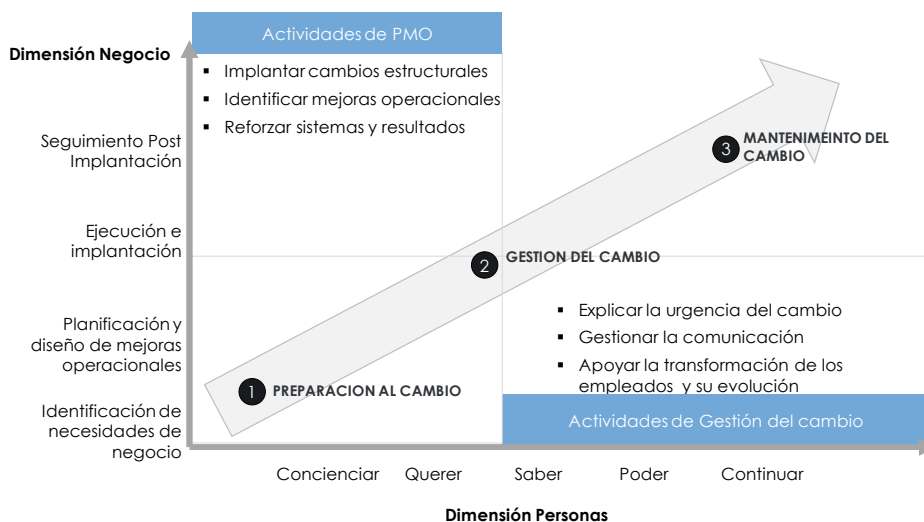 Actividades de PMO
Dimensión Negocio
▪ Implantar cambios estructurales
▪ Identificar mejoras operacionales
▪ Reforzar sistemas y resultados
Seguimiento Post
Implantación
3
MANTENIMEINTO DEL
CAMBIO
Ejecución e
implantación
2
GESTION DEL CAMBIO
Planificación y
diseño de mejoras
operacionales
▪ Explicar la urgencia del cambio
▪ Gestionar la comunicación
▪ Apoyar la transformación de los
empleados y su evolución
1
PREPARACION AL CAMBIO
Identificación de
necesidades de
negocio
Actividades de Gestión del cambio
Concienciar Querer Saber Poder Continuar
Dimensión Personas